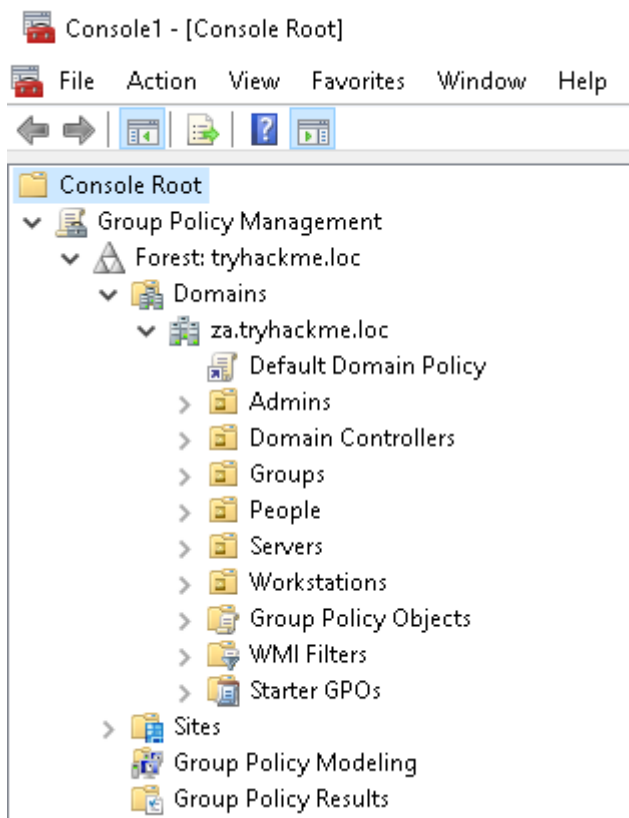 Console1 - [Console Root]
File Action View Favorites Window Help
?
Console Root
Group Policy Management
Forest: tryhackme.loc
Domains
za.tryhackme.loc
Default Domain Policy
Admins
Domain Controllers
Groups
People
Servers
Workstations
Group Policy Objects
WMI Filters
Starter GPOs
Sites
Group Policy Modeling
Group Policy Results